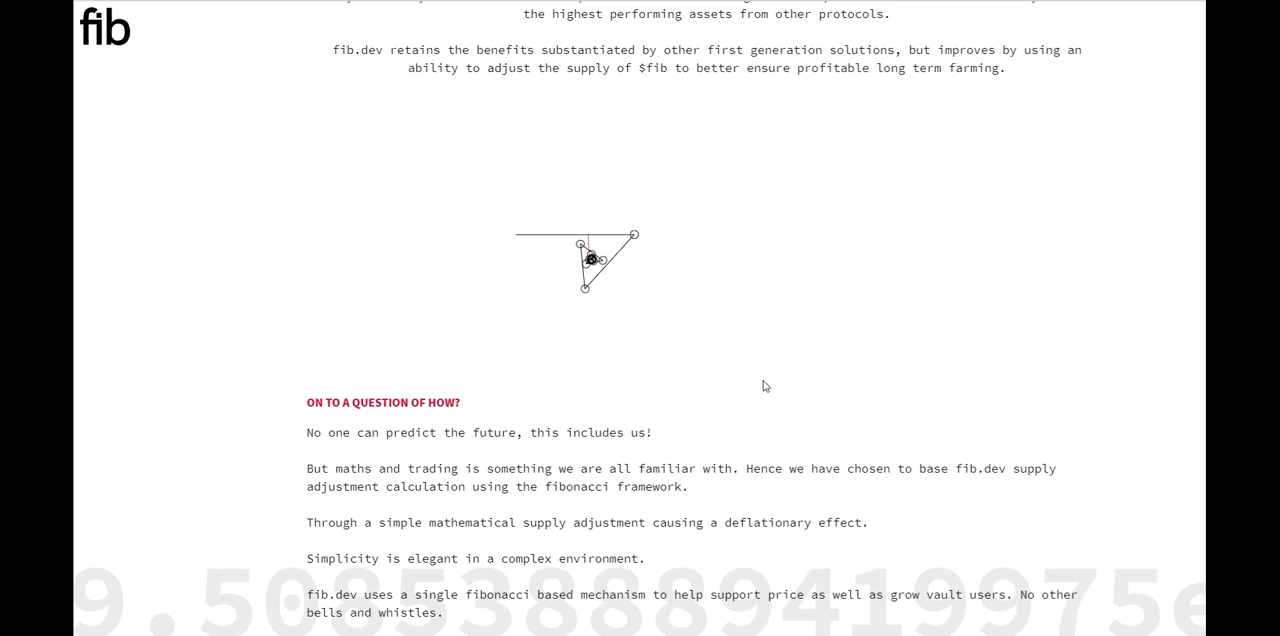 fib
the highest performing assets from other protocols.
fib.dev retains the benefits substantiated by other first generation solutions, but improves by using an
ability to adjust the supply of $fib to better ensure profitable long term farming.
ON TO A QUESTION OF HOW?
No one can predict the future, this includes us!
But maths and trading is something we are all familiar with. Hence we have chosen to base fib.dev supply
adjustment calculation using the fibonacci framework.
Through a simple mathematical supply adjustment causing a deflationary effect.
Simplicity is elegant in a complex environment.
9.508538889419975e
fib.dev uses a single fibonacci based mechanism to help support price as well as grow vault users. No other
bells and whistles.